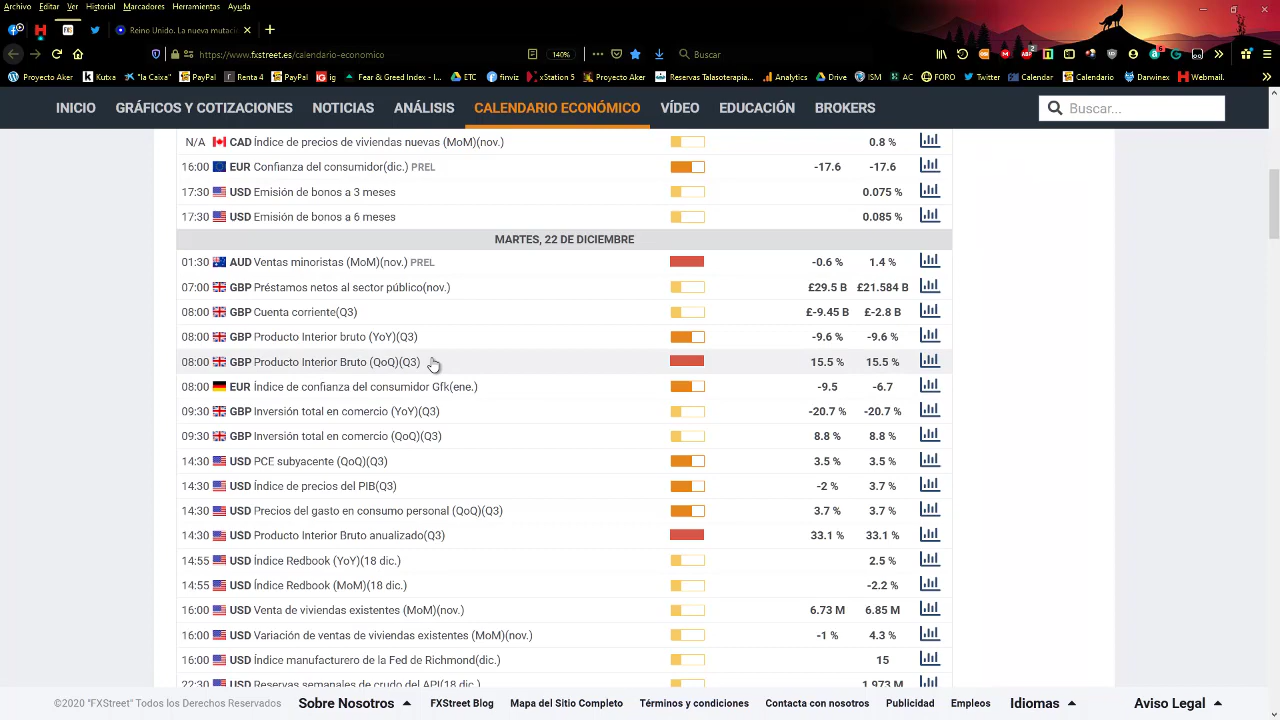 Archivo Editar Ver Historial Marcadores Herramientas Ayuda
Reino Unido. La nueva mutaci
https://www.fxstreet.es/calendario-economico 140% Buscar
Proyecto Aker Kutxa "la Caixa" PayPal Renta 4 PayPal ig Fear & Greed Index - I... ETC finviz xStation 5 Proyecto Aker Reservas Talasoterapia... Analytics Drive ISM AC FORO Twitter Calendar Calendario Darwinex Webmail.
INICIO GRÁFICOS Y COTIZACIONES NOTICIAS ANÁLISIS CALENDARIO ECONÓMICO VÍDEO EDUCACIÓN BROKERS Buscar...
N/A CAD Índice de precios de viviendas nuevas (MoM)(nov.) 0.8 %
16:00 EUR Confianza del consumidor(dic.) PREL -17.6 -17.6
17:30 USD Emisión de bonos a 3 meses 0.075 %
17:30 USD Emisión de bonos a 6 meses 0.085 %
MARTES, 22 DE DICIEMBRE
01:30 AUD Ventas minoristas (MoM)(nov.) PREL -0.6 % 1.4 %
07:00 GBP Préstamos netos al sector público(nov.) £29.5 B £21.584 B
08:00 GBP Cuenta corriente(Q3) £-9.45 B £-2.8 B
08:00 GBP Producto Interior bruto (YoY)(Q3) -9.6 % -9.6 %
08:00 GBP Producto Interior Bruto (QoQ)(Q3) 15.5 % 15.5 %
08:00 EUR Índice de confianza del consumidor Gfk(ene.) -9.5 -6.7
09:30 GBP Inversión total en comercio (YoY)(Q3) -20.7 % -20.7 %
09:30 GBP Inversión total en comercio (QoQ)(Q3) 8.8 % 8.8 %
14:30 USD PCE subyacente (QoQ)(Q3) 3.5 % 3.5 %
14:30 USD Índice de precios del PIB(Q3) -2 % 3.7 %
14:30 USD Precios del gasto en consumo personal (QoQ)(Q3) 3.7 % 3.7 %
14:30 USD Producto Interior Bruto anualizado(Q3) 33.1 % 33.1 %
14:55 USD Índice Redbook (YoY)(18 dic.) 2.5 %
14:55 USD Índice Redbook (MoM)(18 dic.) -2.2 %
16:00 USD Venta de viviendas existentes (MoM)(nov.) 6.73 M 6.85 M
16:00 USD Variación de ventas de viviendas existentes (MoM)(nov.) -1 % 4.3 %
16:00 USD Índice manufacturero de la Fed de Richmond(dic.) 15
22:30 USD Reservas semanales de crudo del API(18 dic.) 1.973 M
©2020 "FXStreet" Todos los Derechos Reservados Sobre Nosotros FXStreet Blog Mapa del Sitio Completo Términos y condiciones Contacta con nosotros Publicidad Empleos Idiomas Aviso Legal